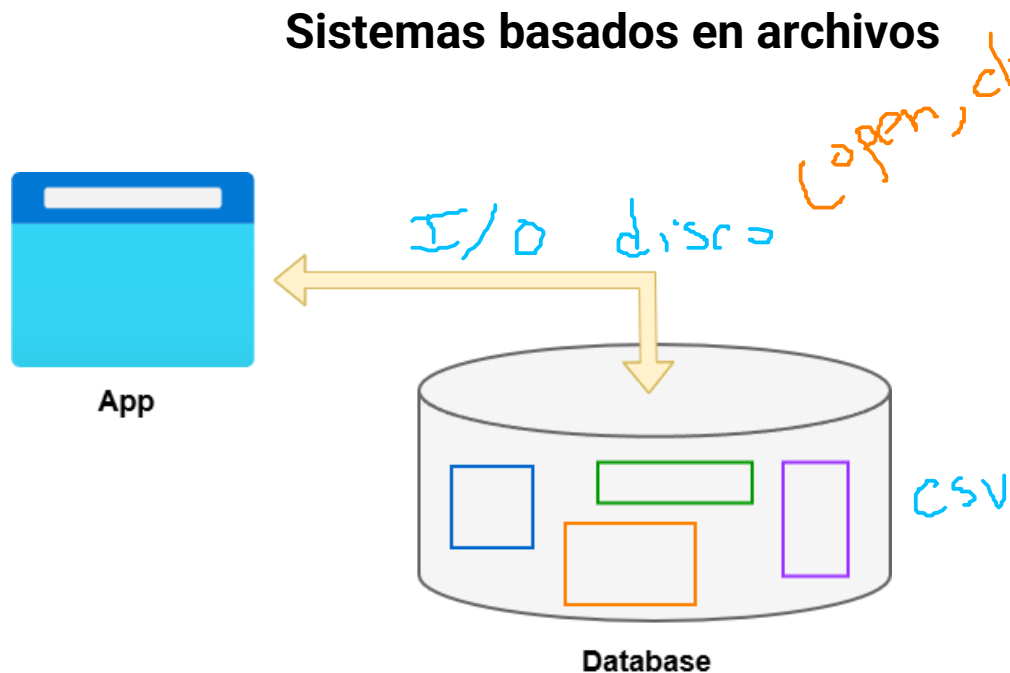 Sistemas basados en archivos
(open, cl
I/O disco
App
CSV
Database